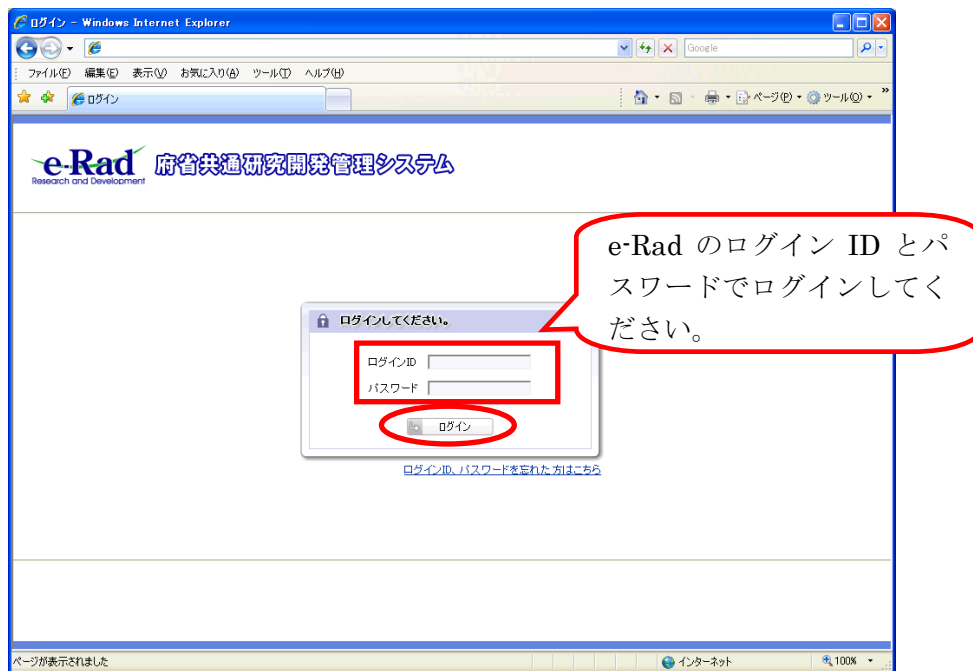 ログイン - Windows Internet Explorer
Google
ファイル(F) 編集(E) 表示(V) お気に入り(A) ツール(T) ヘルプ(H)
ログイン
ページ(P) ツール(O) »
e-Rad 府省共通研究開発管理システム
Research and Development
e-Rad のログイン ID とパ
スワードでログインしてく
ださい。
ログインしてください。
ログインID
パスワード
ログイン
ログインID、パスワードを忘れた方はこちら
ページが表示されました インターネット 100%